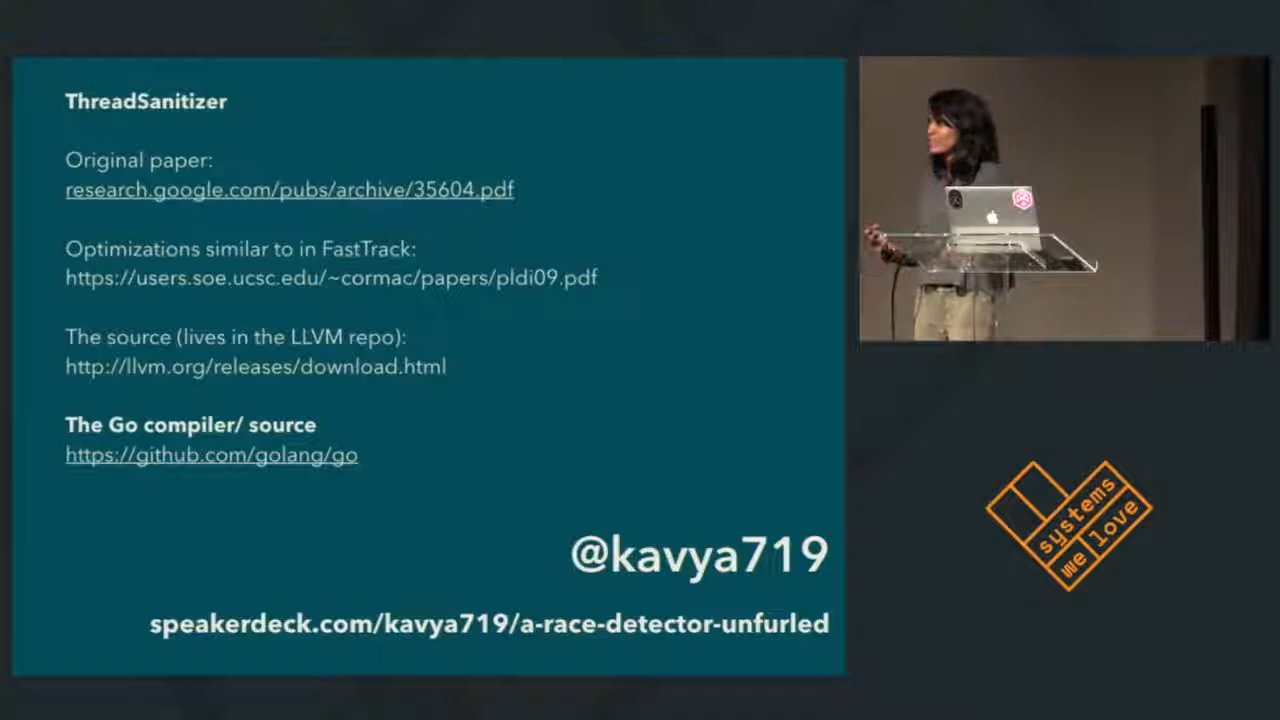 ThreadSanitizer
Original paper:
research.google.com/pubs/archive/35604.pdf
Optimizations similar to in FastTrack:
https://users.soe.ucsc.edu/~cormac/papers/pldi09.pdf
The source (lives in the LLVM repo):
http://llvm.org/releases/download.html
The Go compiler/ source
https://github.com/golang/go
@kavya719
speakerdeck.com/kavya719/a-race-detector-unfurled
systems
we love